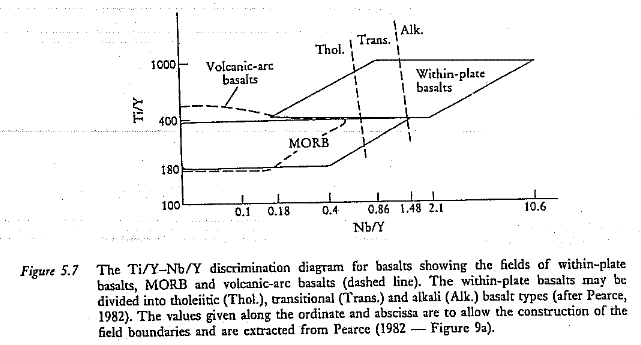 Alk.
Trans.
Thol.
1000
Volcanic-arc
basalts
Within-plate
basalts
Ti/Y
400
MORB
180
100
0.1 0.18 0.4 0.86 1.48 2.1 10.6
Nb/Y
Figure 5.7 The Ti/Y–Nb/Y discrimination diagram for basalts showing the fields of within-plate
basalts, MORB and volcanic-arc basalts (dashed line). The within-plate basalts may be
divided into tholeiitic (Thol.), transitional (Trans.) and alkali (Alk.) basalt types (after Pearce,
1982). The values given along the ordinate and abscissa are to allow the construction of the
field boundaries and are extracted from Pearce (1982 — Figure 9a).